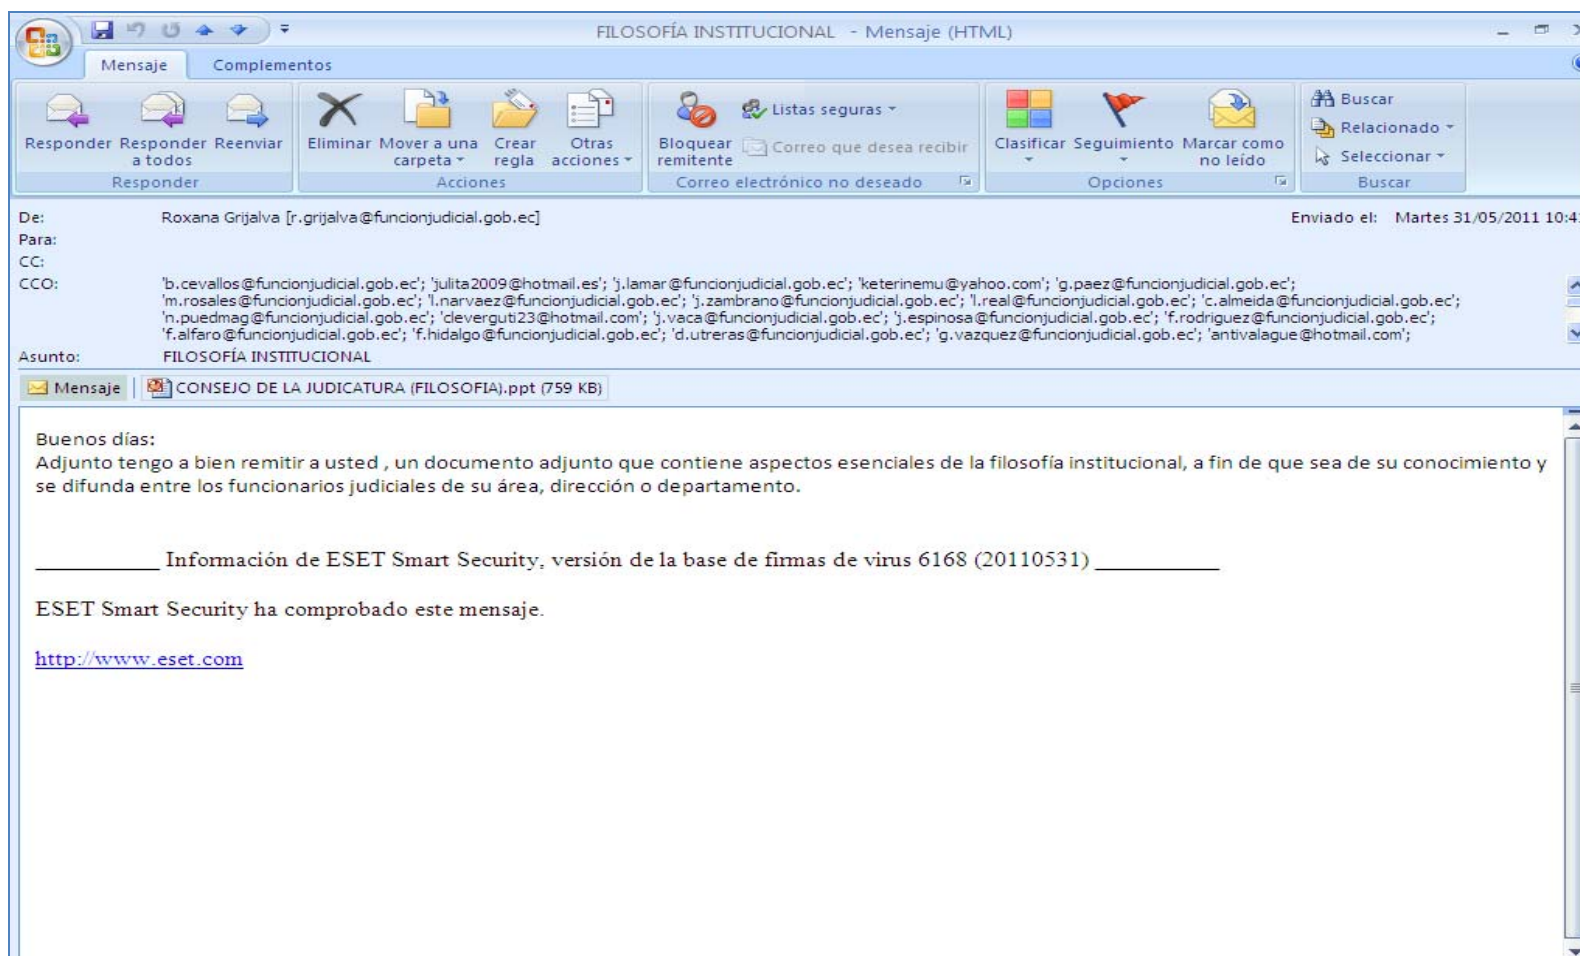 FILOSOFÍA INSTITUCIONAL - Mensaje (HTML)
Mensaje Complementos
Responder Responder a todos Reenviar
Responder
Eliminar Mover a una carpeta Crear regla Otras acciones
Acciones
Bloquear remitente Listas seguras Correo que desea recibir
Correo electrónico no deseado
Clasificar Seguimiento Marcar como no leído
Opciones
Buscar
Relacionado
Seleccionar
Buscar
De: Roxana Grijalva [r.grijalva@funcionjudicial.gob.ec] Enviado el: Martes 31/05/2011
Para:
CC:
CCO: 'b.cevallos@funcionjudicial.gob.ec'; 'julita2009@hotmail.es'; 'j.lamar@funcionjudicial.gob.ec'; 'keterinemu@yahoo.com'; 'g.paez@funcionjudicial.gob.ec';
'm.rosales@funcionjudicial.gob.ec'; 'l.narvaez@funcionjudicial.gob.ec'; 'j.zambrano@funcionjudicial.gob.ec'; 'l.real@funcionjudicial.gob.ec'; 'c.almeida@funcionjudicial.gob.ec';
'n.puedmag@funcionjudicial.gob.ec'; 'cleverguti23@hotmail.com'; 'j.vaca@funcionjudicial.gob.ec'; 'j.espinosa@funcionjudicial.gob.ec'; 'f.rodriguez@funcionjudicial.gob.ec';
'f.alfaro@funcionjudicial.gob.ec'; 'f.hidalgo@funcionjudicial.gob.ec'; 'd.utreras@funcionjudicial.gob.ec'; 'g.vazquez@funcionjudicial.gob.ec'; 'antivalague@hotmail.com';
Asunto: FILOSOFÍA INSTITUCIONAL
Mensaje CONSEJO DE LA JUDICATURA (FILOSOFIA).ppt (759 KB)
Buenos días:
Adjunto tengo a bien remitir a usted , un documento adjunto que contiene aspectos esenciales de la filosofía institucional, a fin de que sea de su conocimiento y
se difunda entre los funcionarios judiciales de su área, dirección o departamento.
__________ Información de ESET Smart Security, versión de la base de firmas de virus 6168 (20110531) __________
ESET Smart Security ha comprobado este mensaje.
http://www.eset.com